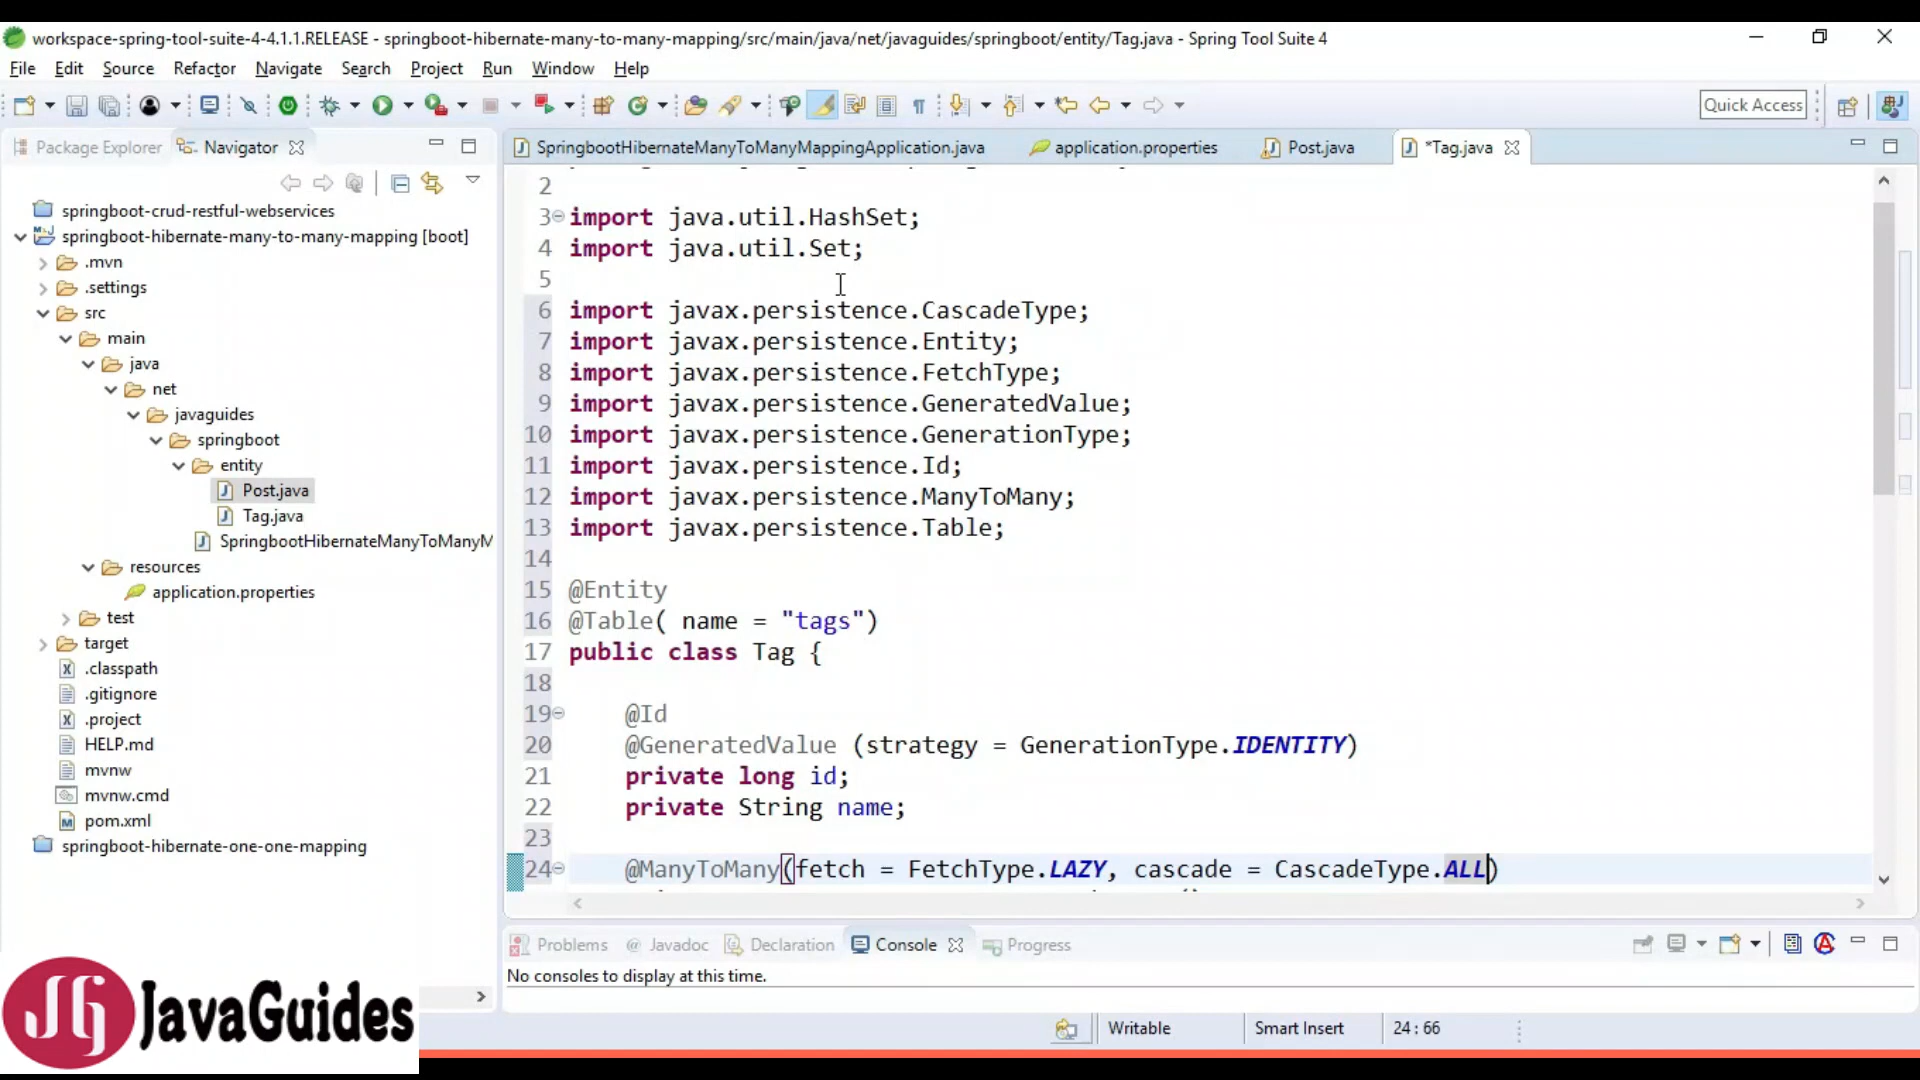 workspace-spring-tool-suite-4-4.1.1.RELEASE - springboot-hibernate-many-to-many-mapping/src/main/java/net/javaguides/springboot/entity/Tag.java - Spring Tool Suite 4
File Edit Source Refactor Navigate Search Project Run Window Help
Quick Access
Package Explorer Navigator
SpringbootHibernateManyToManyMappingApplication.java application.properties Post.java *Tag.java
springboot-crud-restful-webservices
springboot-hibernate-many-to-many-mapping [boot]
.mvn
.settings
src
main
java
net
javaguides
springboot
entity
Post.java
Tag.java
SpringbootHibernateManyToManyM
resources
application.properties
test
target
.classpath
.gitignore
.project
HELP.md
mvnw
mvnw.cmd
pom.xml
springboot-hibernate-one-one-mapping
2
3 import java.util.HashSet;
4 import java.util.Set;
5
6 import javax.persistence.CascadeType;
7 import javax.persistence.Entity;
8 import javax.persistence.FetchType;
9 import javax.persistence.GeneratedValue;
10 import javax.persistence.GenerationType;
11 import javax.persistence.Id;
12 import javax.persistence.ManyToMany;
13 import javax.persistence.Table;
14
15 @Entity
16 @Table( name = "tags")
17 public class Tag {
18
19 @Id
20 @GeneratedValue (strategy = GenerationType.IDENTITY)
21 private long id;
22 private String name;
23
24 @ManyToMany(fetch = FetchType.LAZY, cascade = CascadeType.ALL)
Problems @ Javadoc Declaration Console Progress
No consoles to display at this time.
Writable Smart Insert 24 : 66
JG JavaGuides